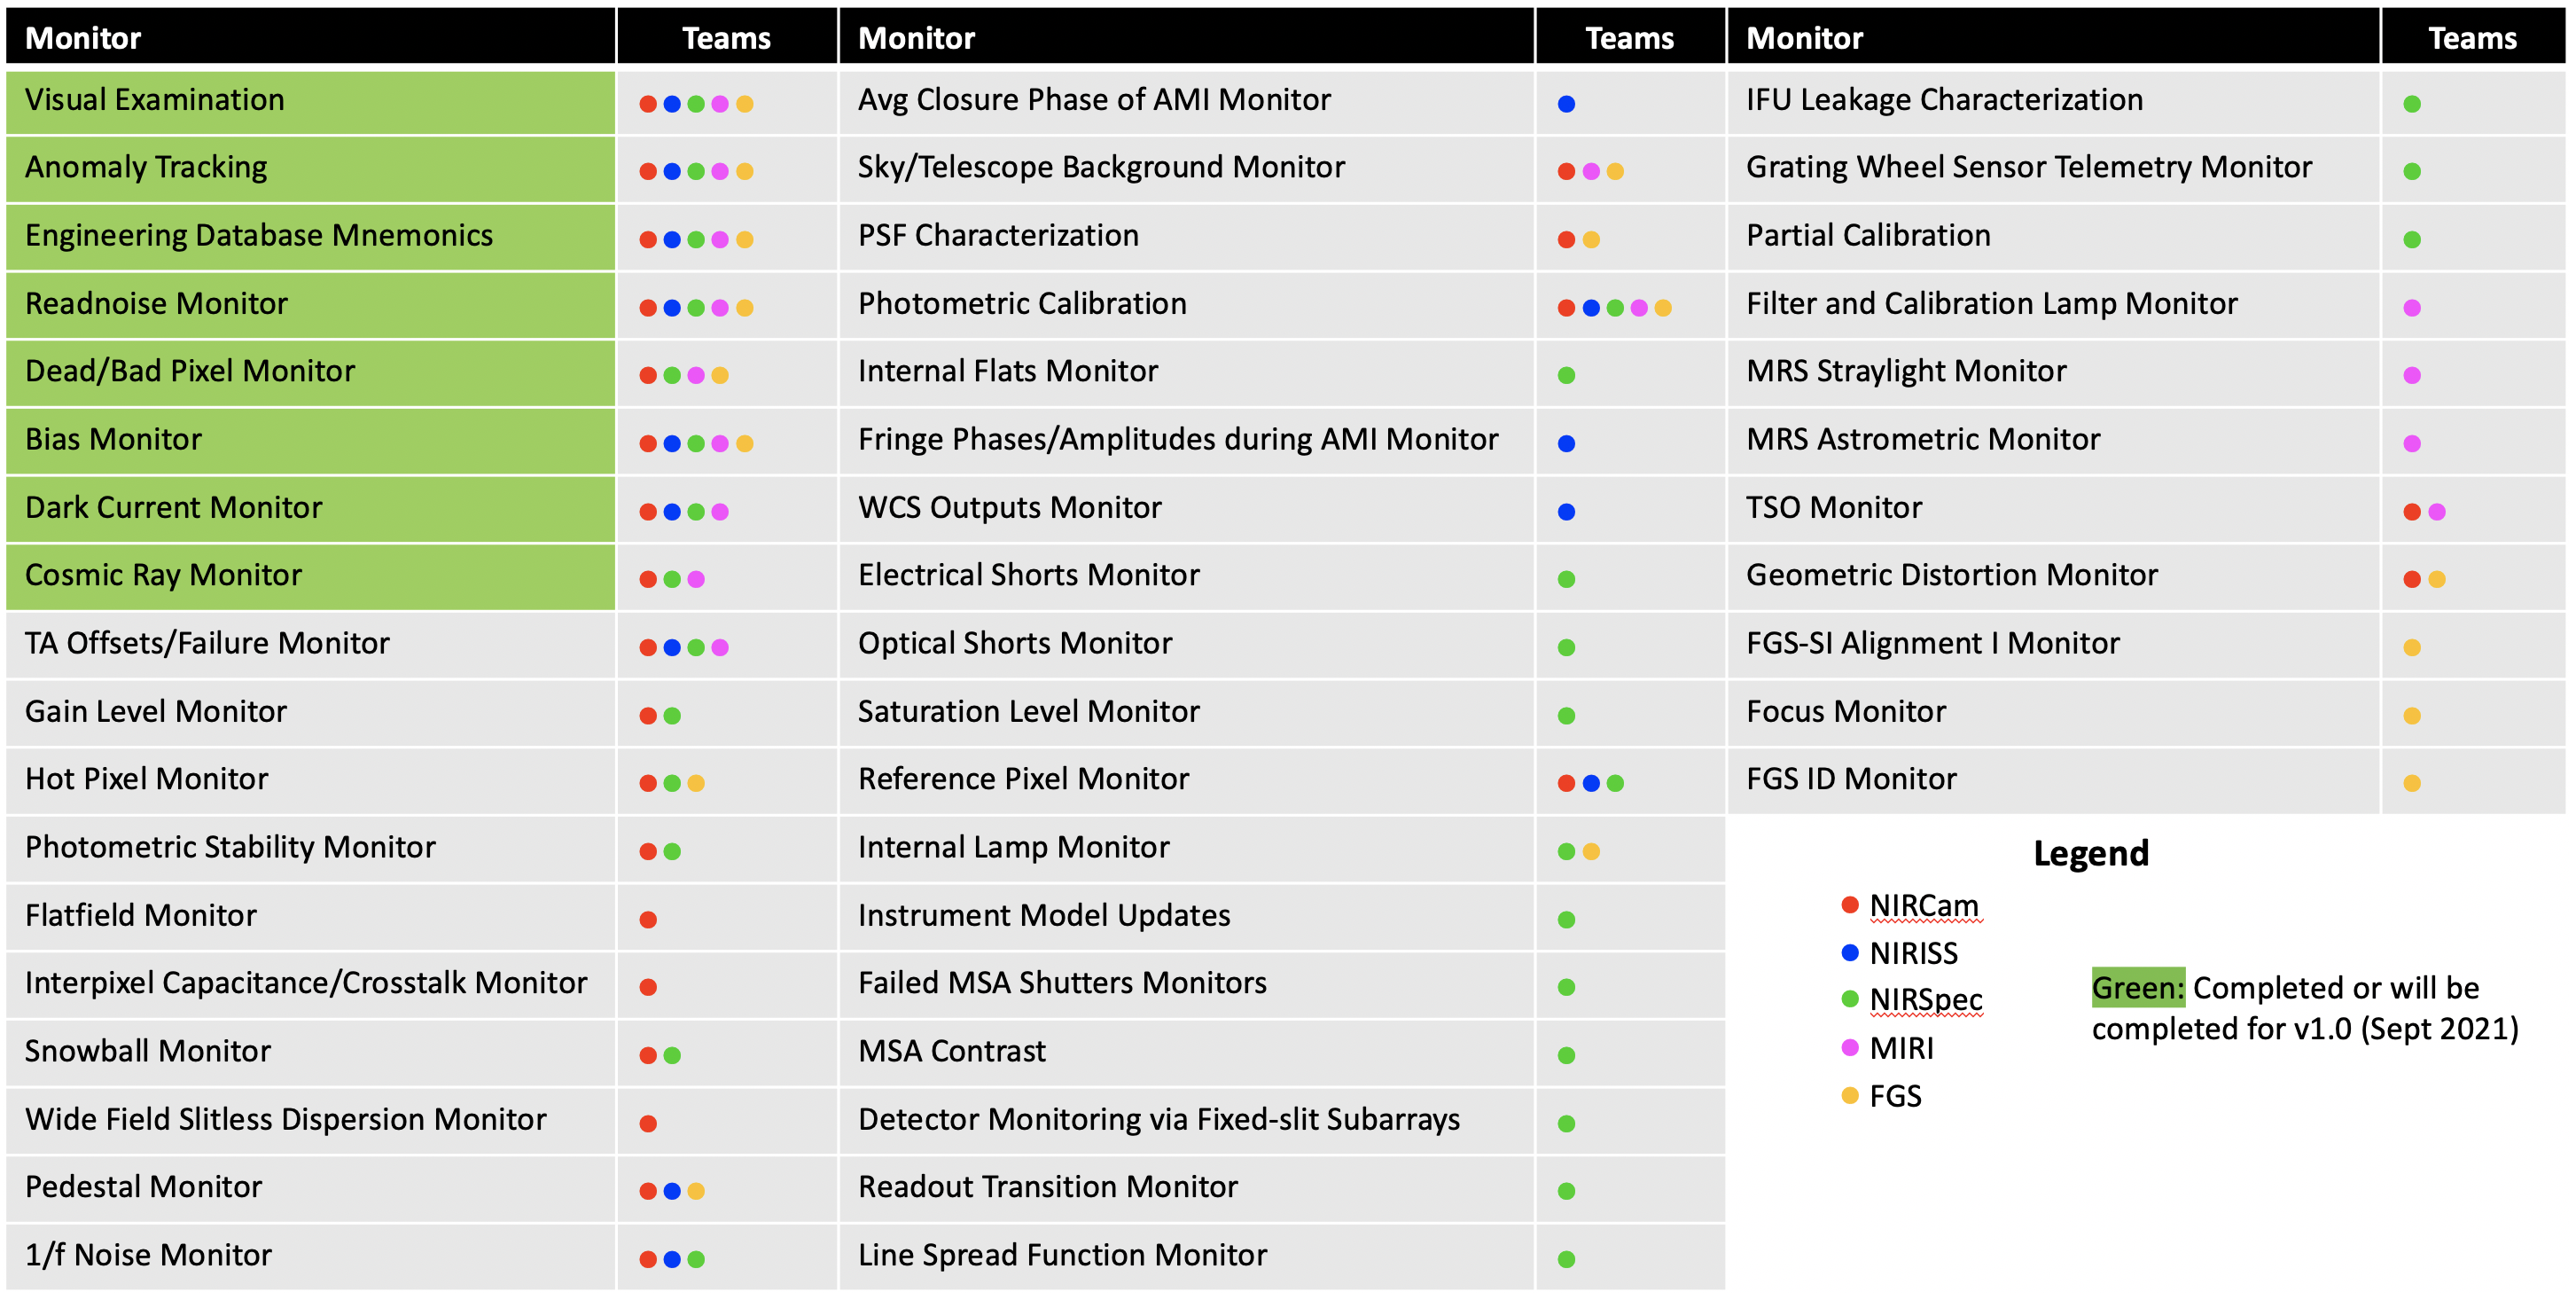 Monitor Teams Monitor Teams Monitor Teams
Visual Examination Avg Closure Phase of AMI Monitor IFU Leakage Characterization
Anomaly Tracking Sky/Telescope Background Monitor Grating Wheel Sensor Telemetry Monitor
Engineering Database Mnemonics PSF Characterization Partial Calibration
Readnoise Monitor Photometric Calibration Filter and Calibration Lamp Monitor
Dead/Bad Pixel Monitor Internal Flats Monitor MRS Straylight Monitor
Bias Monitor Fringe Phases/Amplitudes during AMI Monitor MRS Astrometric Monitor
Dark Current Monitor WCS Outputs Monitor TSO Monitor
Cosmic Ray Monitor Electrical Shorts Monitor Geometric Distortion Monitor
TA Offsets/Failure Monitor Optical Shorts Monitor FGS-SI Alignment I Monitor
Gain Level Monitor Saturation Level Monitor Focus Monitor
Hot Pixel Monitor Reference Pixel Monitor FGS ID Monitor
Photometric Stability Monitor Internal Lamp Monitor
Flatfield Monitor Instrument Model Updates
Interpixel Capacitance/Crosstalk Monitor Failed MSA Shutters Monitors
Snowball Monitor MSA Contrast
Wide Field Slitless Dispersion Monitor Detector Monitoring via Fixed-slit Subarrays
Pedestal Monitor Readout Transition Monitor
1/f Noise Monitor Line Spread Function Monitor
Legend
NIRCam
NIRISS
NIRSpec
MIRI
FGS
Green: Completed or will be
completed for v1.0 (Sept 2021)